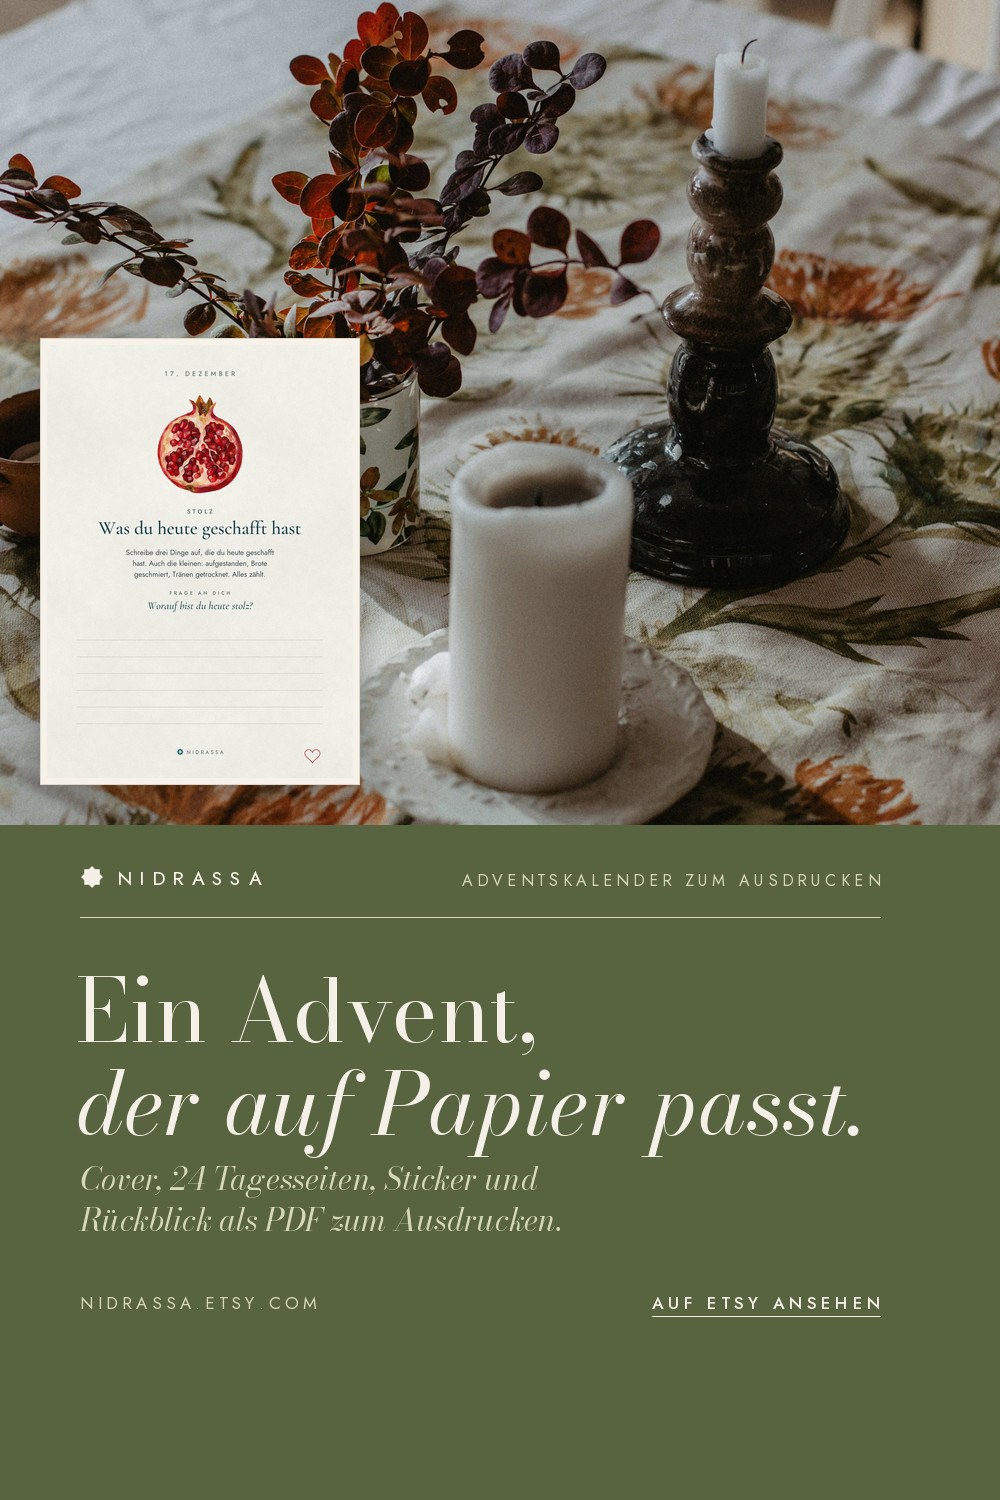 17. DEZEMBER
STOLZ
Was du heute geschafft hast
Schreibe drei Dinge auf, die du heute geschafft
hast. Auch die kleinen: aufgestanden, Brote
geschmiert, Tränen getrocknet. Alles zählt.
FRAGE AN DICH
Worauf bist du heute stolz?
NIDRASSA
NIDRASSA
ADVENTSKALENDER ZUM AUSDRUCKEN
Ein Advent,
der auf Papier passt.
Cover, 24 Tagesseiten, Sticker und
Rückblick als PDF zum Ausdrucken.
NIDRASSA.ETSY.COM
AUF ETSY ANSEHEN